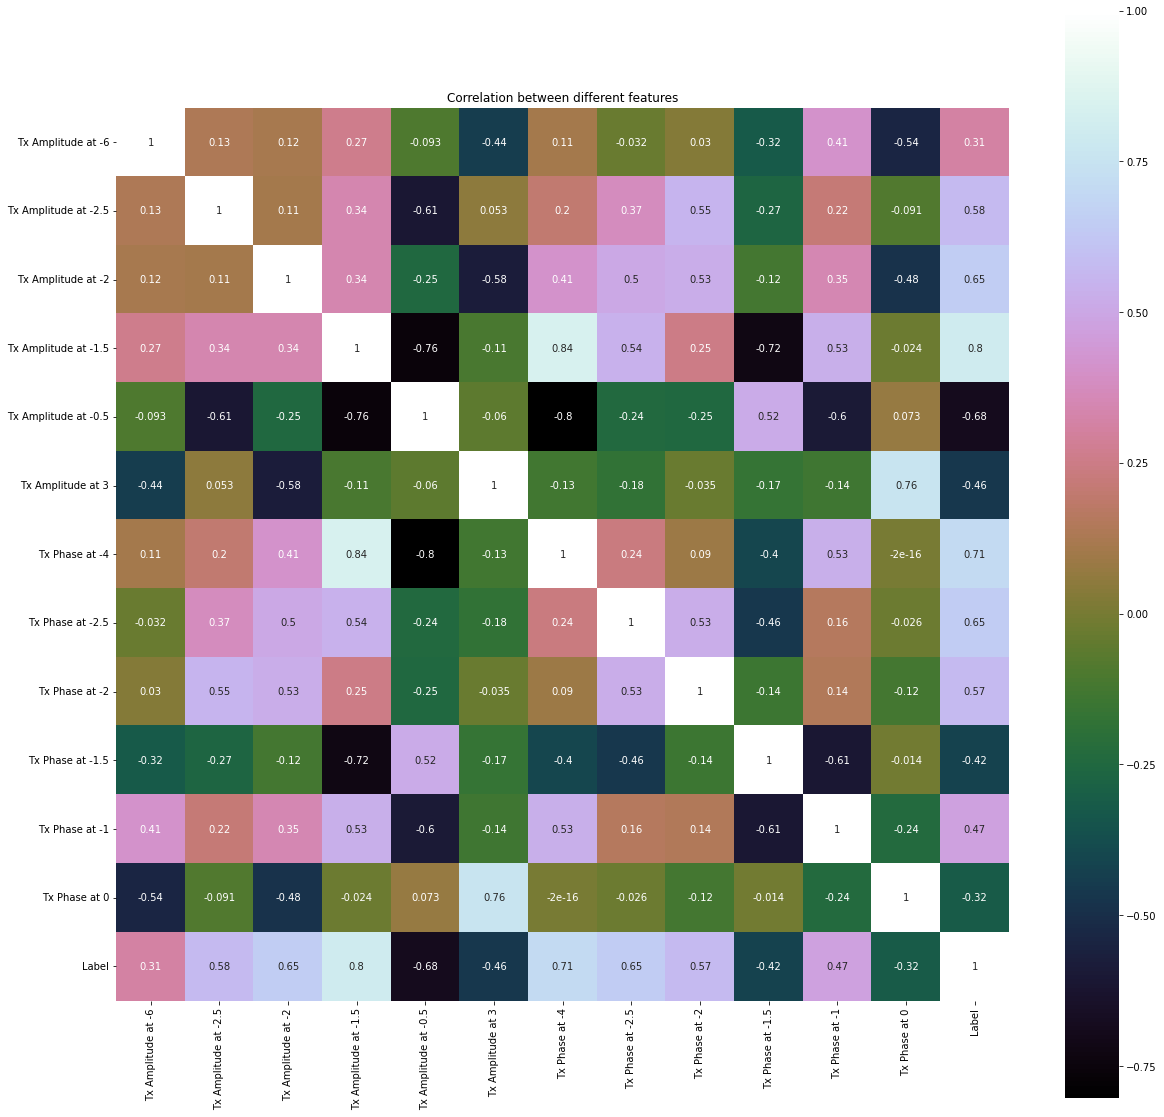 Correlation between different features
Tx Amplitude at -6 1 0.13 0.12 0.27 -0.093 -0.44 0.11 -0.032 0.03 -0.32 0.41 -0.54 0.31
Tx Amplitude at -2.5 0.13 1 0.11 0.34 -0.61 0.053 0.2 0.37 0.55 -0.27 0.22 -0.091 0.58
Tx Amplitude at -2 0.12 0.11 1 0.34 -0.25 -0.58 0.41 0.5 0.53 -0.12 0.35 -0.48 0.65
Tx Amplitude at -1.5 0.27 0.34 0.34 1 -0.76 -0.11 0.84 0.54 0.25 -0.72 0.53 -0.024 0.8
Tx Amplitude at -0.5 -0.093 -0.61 -0.25 -0.76 1 -0.06 -0.8 -0.24 -0.25 0.52 -0.6 0.073 -0.68
Tx Amplitude at 3 -0.44 0.053 -0.58 -0.11 -0.06 1 -0.13 -0.18 -0.035 -0.17 -0.14 0.76 -0.46
Tx Phase at -4 0.11 0.2 0.41 0.84 -0.8 -0.13 1 0.24 0.09 -0.4 0.53 -2e-16 0.71
Tx Phase at -2.5 -0.032 0.37 0.5 0.54 -0.24 -0.18 0.24 1 0.53 -0.46 0.16 -0.026 0.65
Tx Phase at -2 0.03 0.55 0.53 0.25 -0.25 -0.035 0.09 0.53 1 -0.14 0.14 -0.12 0.57
Tx Phase at -1.5 -0.32 -0.27 -0.12 -0.72 0.52 -0.17 -0.4 -0.46 -0.14 1 -0.61 -0.014 -0.42
Tx Phase at -1 0.41 0.22 0.35 0.53 -0.6 -0.14 0.53 0.16 0.14 -0.61 1 -0.24 0.47
Tx Phase at 0 -0.54 -0.091 -0.48 -0.024 0.073 0.76 -2e-16 -0.026 -0.12 -0.014 -0.24 1 -0.32
Label 0.31 0.58 0.65 0.8 -0.68 -0.46 0.71 0.65 0.57 -0.42 0.47 -0.32 1
Tx Amplitude at -6
Tx Amplitude at -2.5
Tx Amplitude at -2
Tx Amplitude at -1.5
Tx Amplitude at -0.5
Tx Amplitude at 3
Tx Phase at -4
Tx Phase at -2.5
Tx Phase at -2
Tx Phase at -1.5
Tx Phase at -1
Tx Phase at 0
Label
1.00
0.75
0.50
0.25
0.00
−0.25
−0.50
−0.75